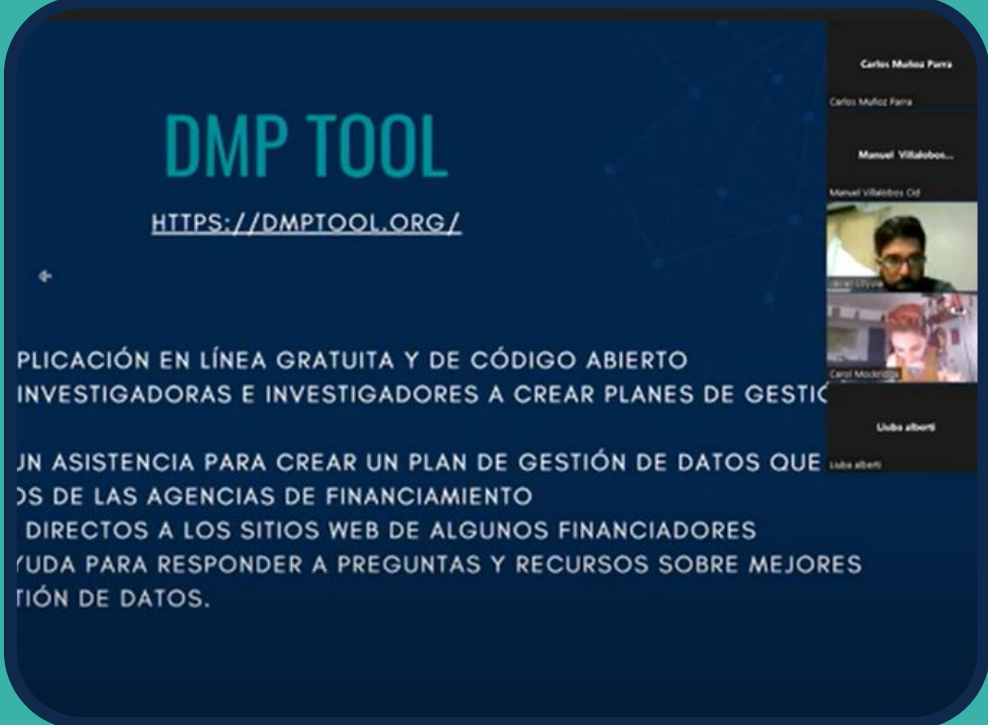 DMP TOOL
HTTPS://DMPTOOL.ORG/
PLICACIÓN EN LÍNEA GRATUITA Y DE CÓDIGO ABIERTO
INVESTIGADORAS E INVESTIGADORES A CREAR PLANES DE GESTIÓ
UN ASISTENCIA PARA CREAR UN PLAN DE GESTIÓN DE DATOS QUE
OS DE LAS AGENCIAS DE FINANCIAMIENTO
DIRECTOS A LOS SITIOS WEB DE ALGUNOS FINANCIADORES
YUDA PARA RESPONDER A PREGUNTAS Y RECURSOS SOBRE MEJORES
TIÓN DE DATOS.
Carlos Muñoz Parra
Carlos Muñoz Parra
Manuel Villalobos...
Manuel Villalobos Cid
Carol Mockridge
Liuba alberti
Liuba alberti